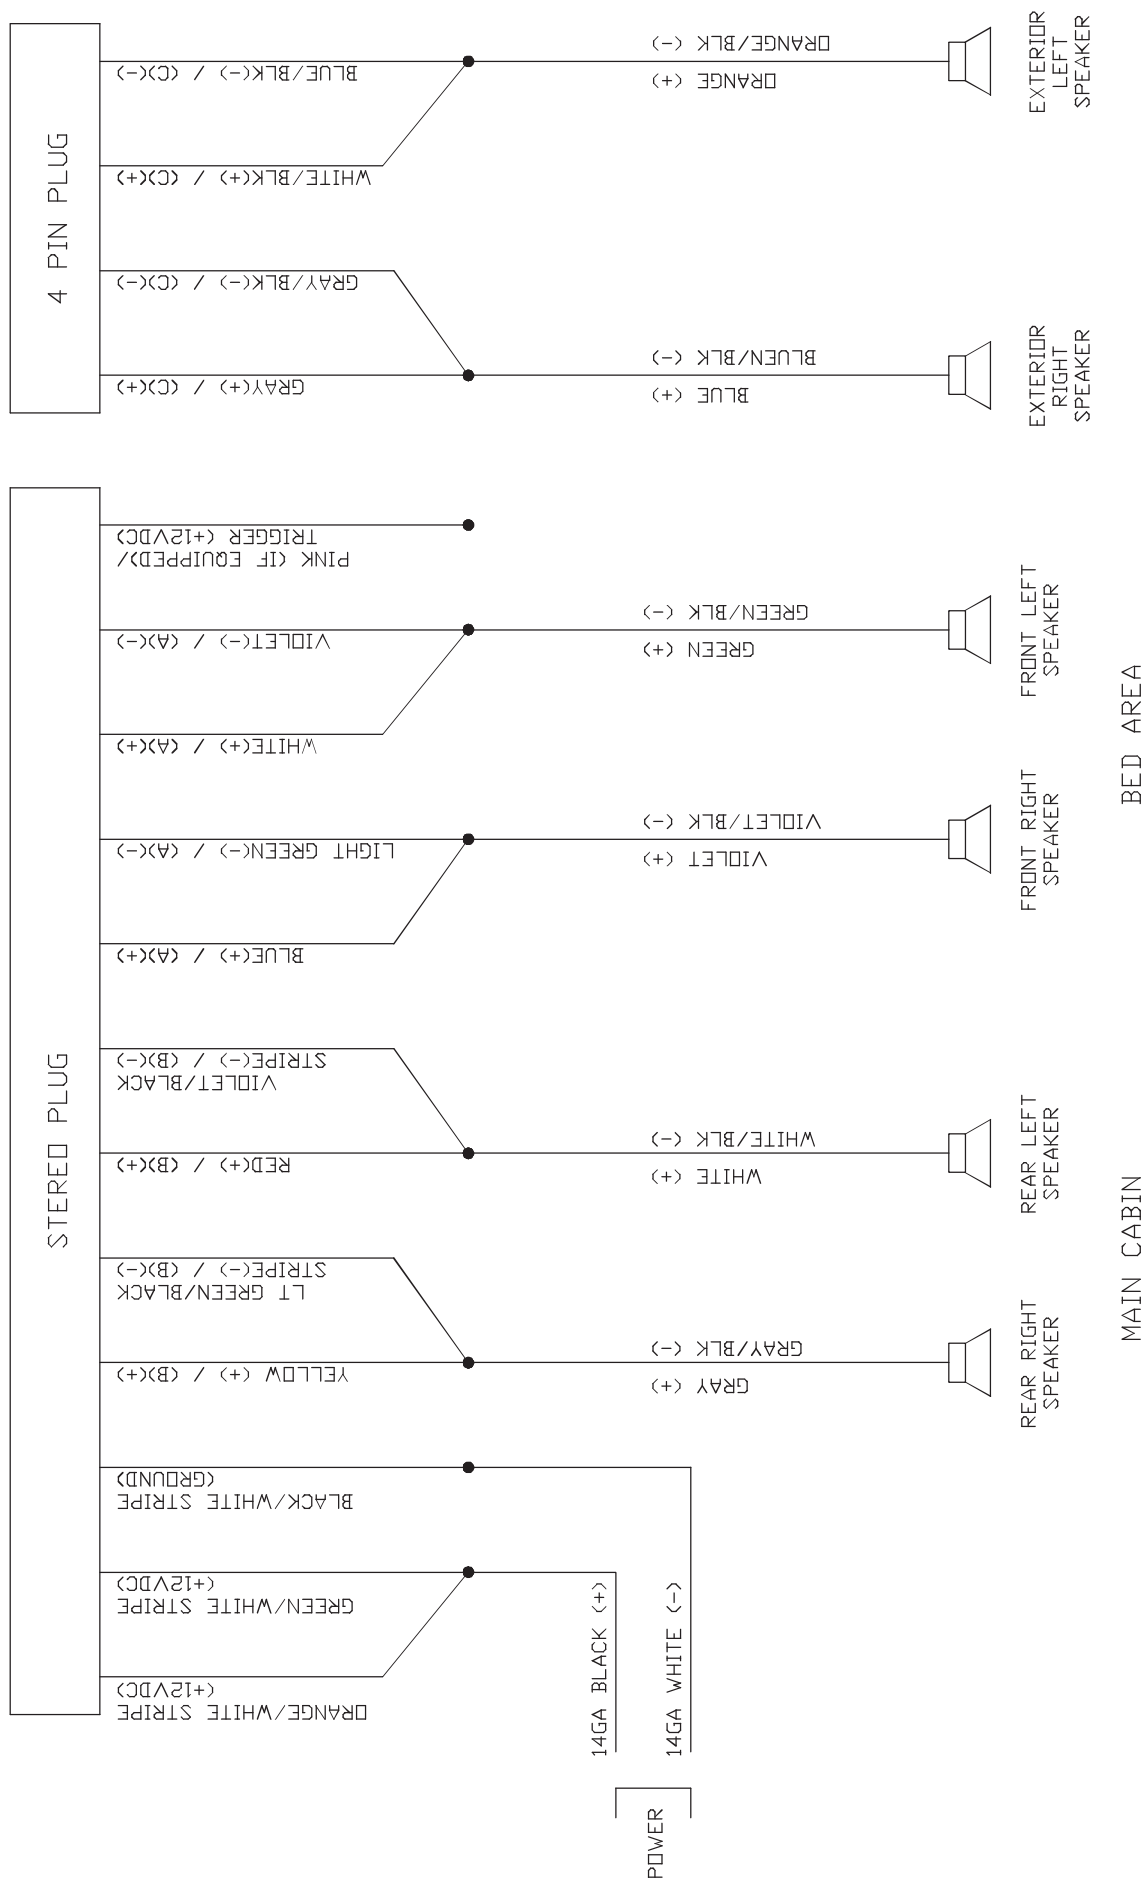 4 PIN PLUG
BLUE/BLK(-) / (C)(-)
WHITE/BLK(+) / (C)(+)
GRAY/BLK(-) / (C)(-)
GRAY(+) / (C)(+)
ORANGE/BLK (-)
ORANGE (+)
BLUEN/BLK (-)
BLUE (+)
EXTERIOR
LEFT
SPEAKER
EXTERIOR
RIGHT
SPEAKER
STEREO PLUG
PINK (IF EQUIPPED)/
TRIGGER (+12VDC)
VIOLET(-) / (A)(-)
WHITE(+) / (A)(+)
LIGHT GREEN(-) / (A)(-)
BLUE(+) / (A)(+)
VIOLET/BLACK
STRIPE(-) / (B)(-)
RED(+) / (B)(+)
LT GREEN/BLACK
STRIPE(-) / (B)(-)
YELLOW (+) / (B)(+)
BLACK/WHITE STRIPE
(GROUND)
GREEN/WHITE STRIPE
(+12VDC)
ORANGE/WHITE STRIPE
(+12VDC)
GREEN/BLK (-)
GREEN (+)
VIOLET/BLK (-)
VIOLET (+)
WHITE/BLK (-)
WHITE (+)
GRAY/BLK (-)
GRAY (+)
FRONT LEFT
SPEAKER
FRONT RIGHT
SPEAKER
BED AREA
REAR LEFT
SPEAKER
REAR RIGHT
SPEAKER
MAIN CABIN
14GA BLACK (+)
14GA WHITE (-)
POWER